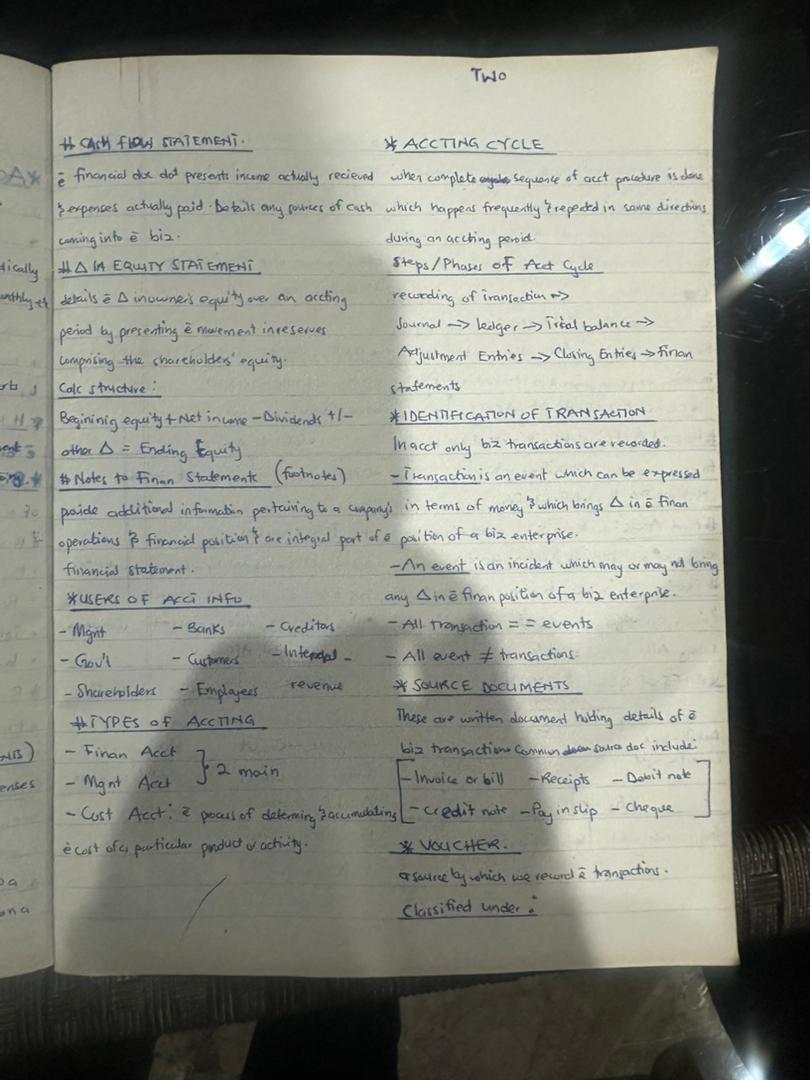 TWO
# CASH FLOW STATEMENT.
ē financial doc dat presents income actually recieved
& expenses actually paid. Details any sources of cash
coming into ē biz.
# Δ IN EQUITY STATEMENT
details ē Δ in owner's equity over an accting
period by presenting ē movement in reserves
comprising the shareholders' equity.
Calc structure:
Begininig equity + Net income - Dividends +/-
other Δ = Ending Equity
# Notes to Finan Statements (footnotes)
provide additional information pertaining to a company's
operations & financial position & are integral part of ē
financial statement.
* USERS OF ACCT INFO
- Mgnt - Banks - Creditors
- Gov't - Customers - Internal -
- Shareholders - Employees revenue
# TYPES OF ACCTING
- Finan Acct
- Mgnt Acct } 2 main
- Cost Acct: ē process of determing & accumulating
ē cost of a particular product or activity.
* ACCTING CYCLE
when complete sequence of acct procedure is done
which happens frequently & repeted in same directions
during an accting peroid.
Steps/Phases of Acct Cycle
recording of Transaction =>
Journal -> ledger -> Trial balance ->
Adjustment Entries -> Closing Entries -> Finan
statements
* IDENTIFICATION OF TRANSACTION
In acct only biz transactions are recorded.
- Transaction is an event which can be expressed
in terms of money & which brings Δ in ē finan
position of a biz enterprise.
- An event is an incident which may or may not bring
any Δ in ē finan position of a biz enterprise.
- All transaction = = events
- All event ≠ transactions
* SOURCE DOCUMENTS
These are written document holding details of ē
biz transactions Common source doc include:
- Invoice or bill - Receipts - Debit note
- Credit note - Pay in slip - Cheque
* VOUCHER.
a source by which we record ē transactions.
Classified under :